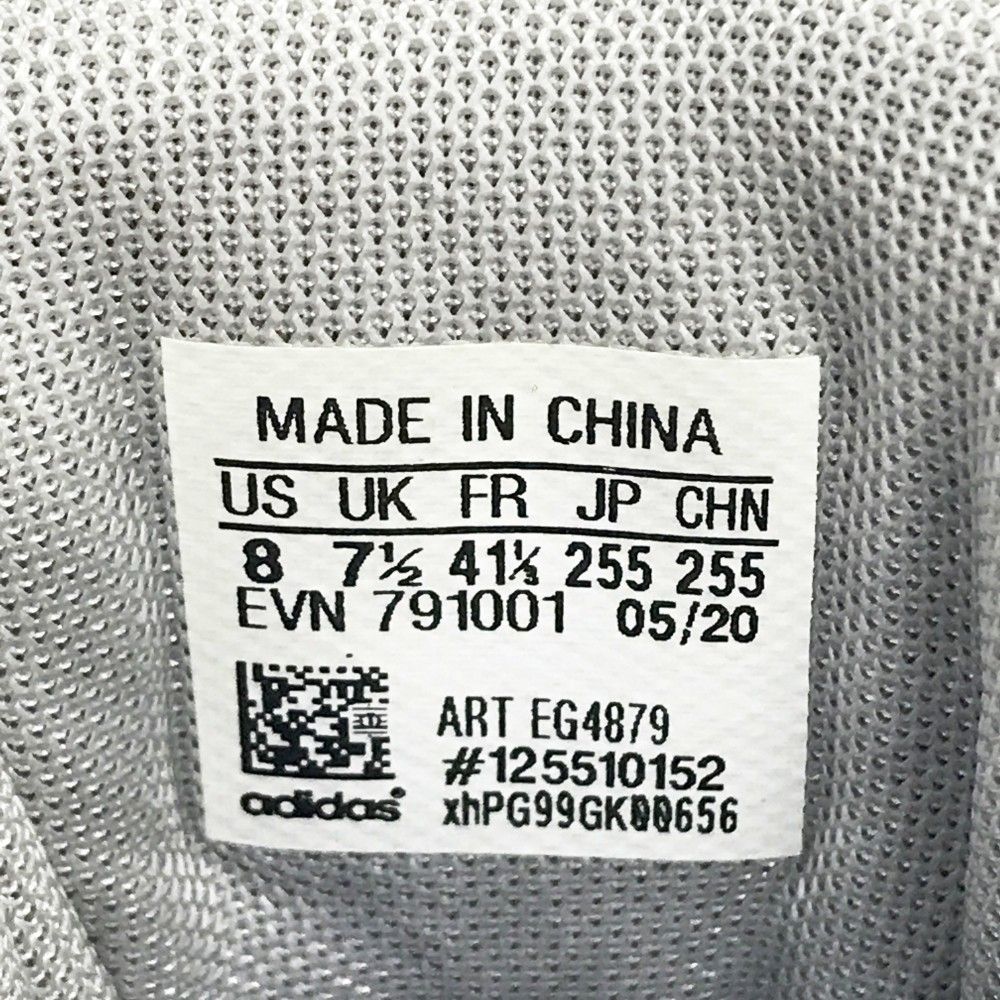 MADE IN CHINA
US UK FR JP CHN
8 7½ 41⅓ 255 255
EVN 791001 05/20
ART EG4879
#125510152
adidas® xhPG99GK00656